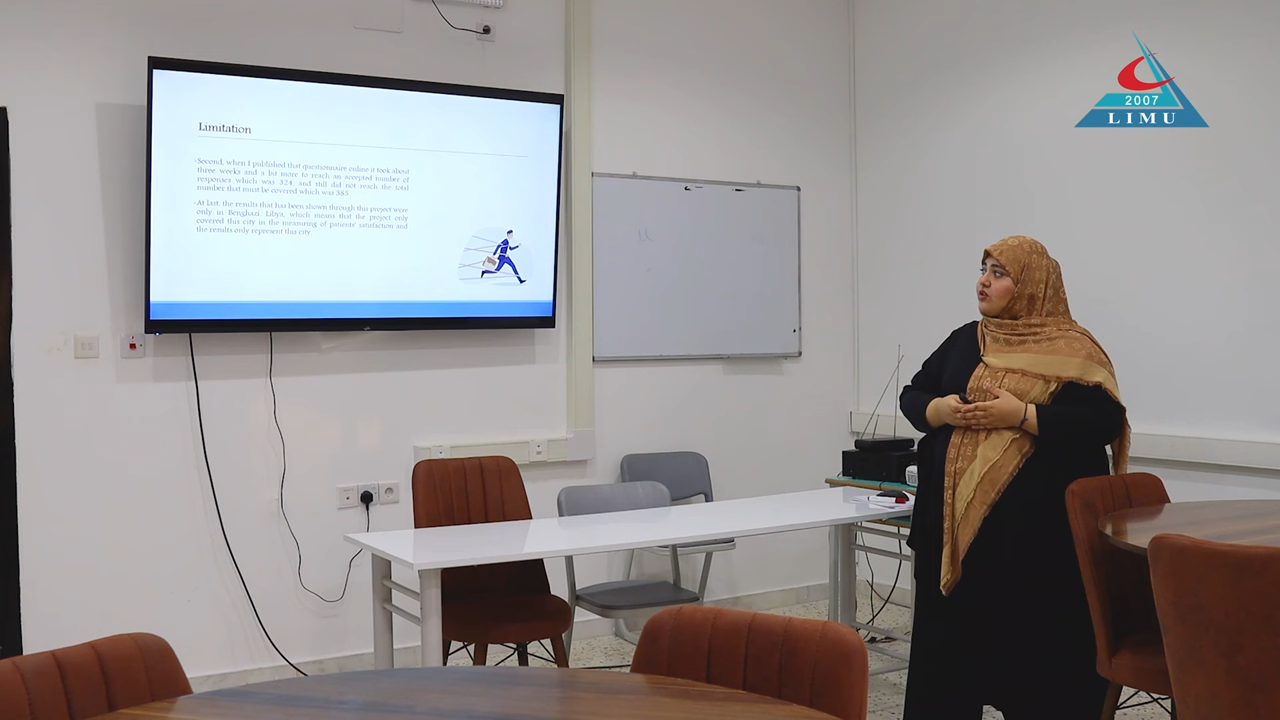 2007
LIMU
Limitation
Second, when I published that questionnaire online it took about
three weeks and a bit more to reach an accepted number of
responses which was 324 and still did not reach the total
number that must be covered which was 385.
At last, the results that has been shown through this project were
only in Benghazi, Libya, which means that the project only
covered this city in the measuring of patients' satisfaction and
the results only represent this city